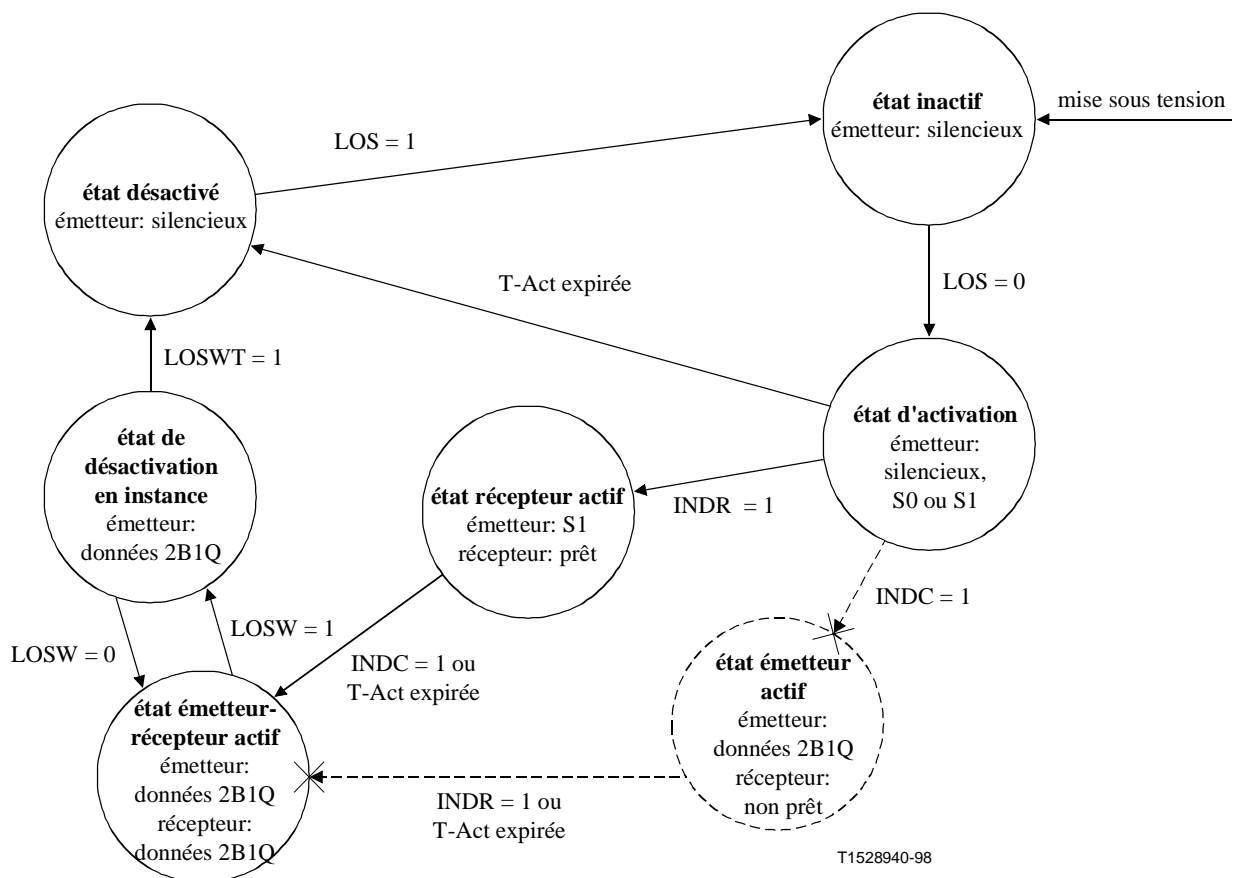 état inactif
émetteur: silencieux
mise sous tension
LOS = 1
état désactivé
émetteur: silencieux
T-Act expirée
LOS = 0
LOSWT = 1
état d'activation
émetteur:
silencieux,
S0 ou S1
état de
désactivation
en instance
émetteur:
données 2B1Q
état récepteur actif
émetteur: S1
récepteur: prêt
INDR = 1
INDC = 1
LOSW = 1
LOSW = 0
INDC = 1 ou
T-Act expirée
état émetteur
actif
émetteur:
données 2B1Q
récepteur:
non prêt
état émetteur-
récepteur actif
émetteur:
données 2B1Q
récepteur:
données 2B1Q
INDR = 1 ou
T-Act expirée
T1528940-98